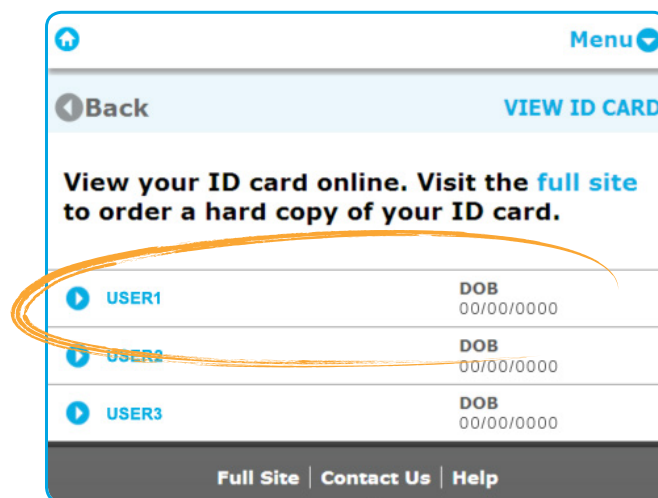 Menu
Back VIEW ID CARD
View your ID card online. Visit the full site
to order a hard copy of your ID card.
USER1 DOB
00/00/0000
USER2 DOB
00/00/0000
USER3 DOB
00/00/0000
Full Site | Contact Us | Help